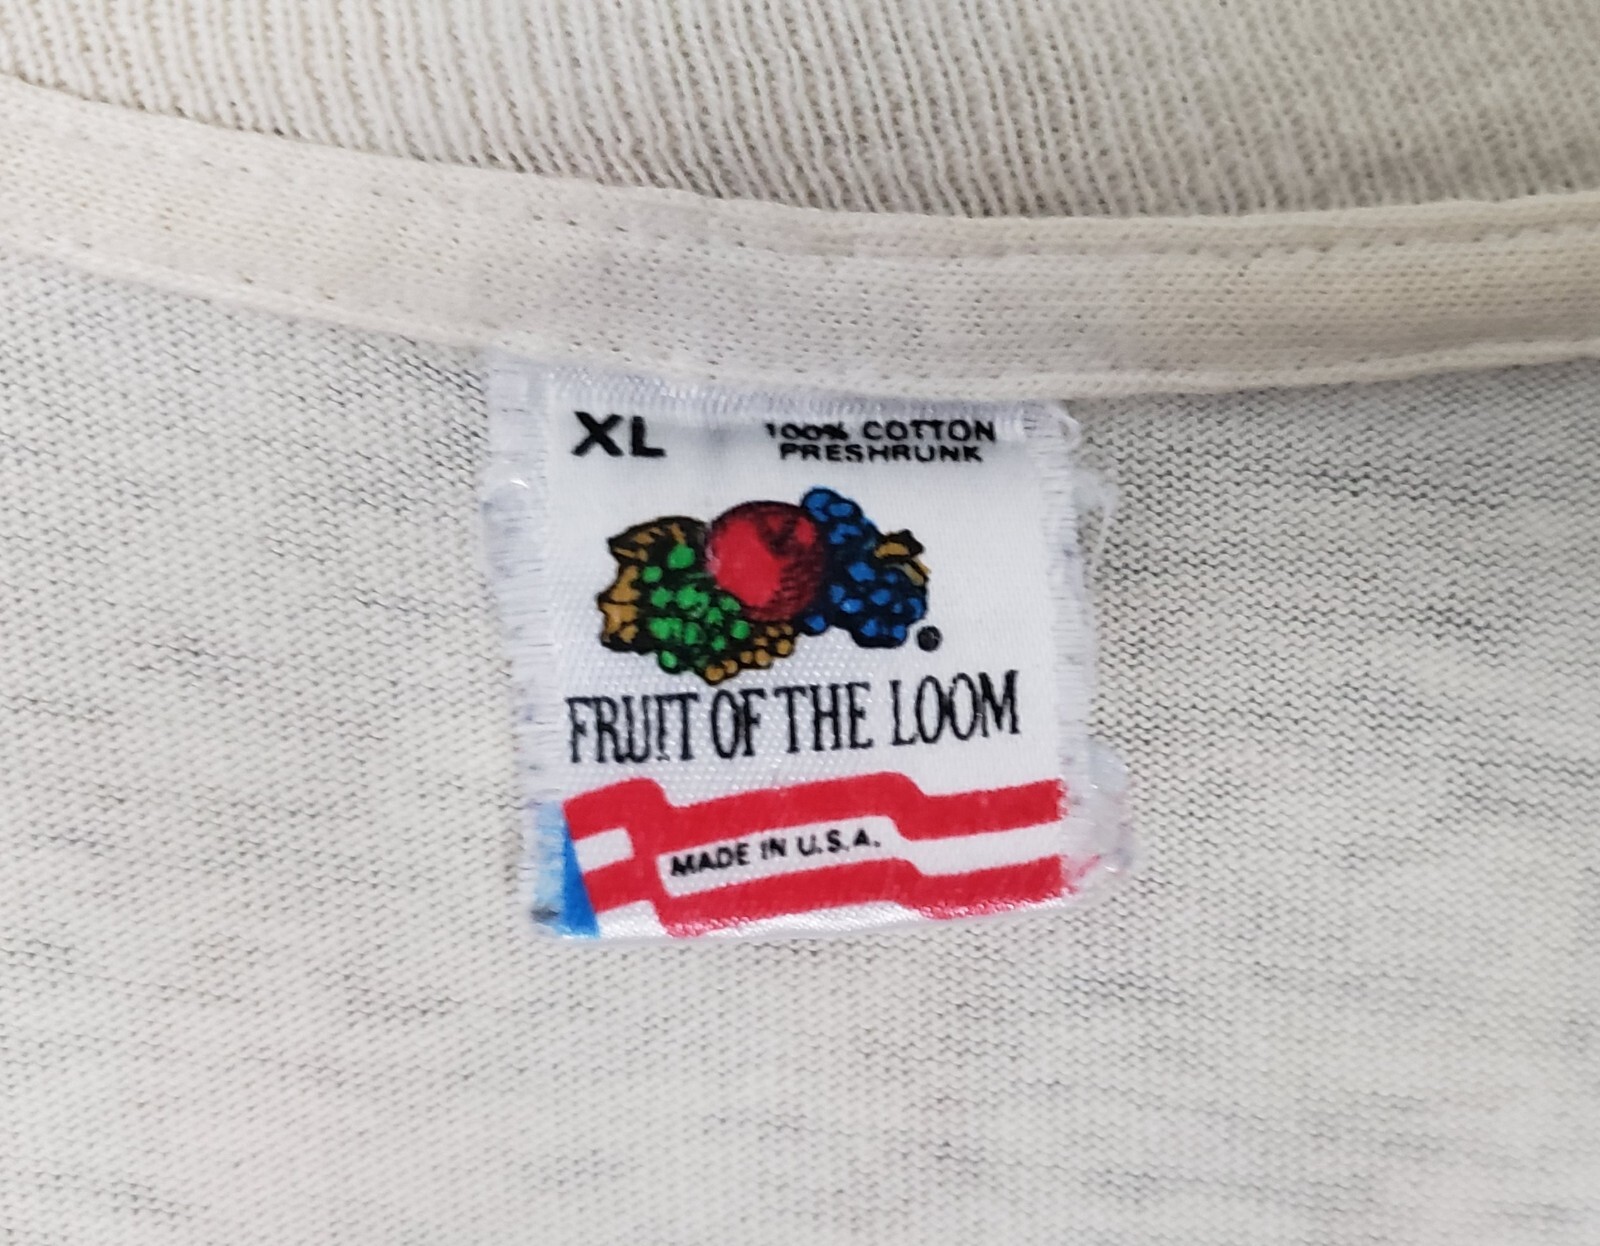 XL
100% COTTON
PRESHRUNK
FRUIT OF THE LOOM
MADE IN U.S.A.